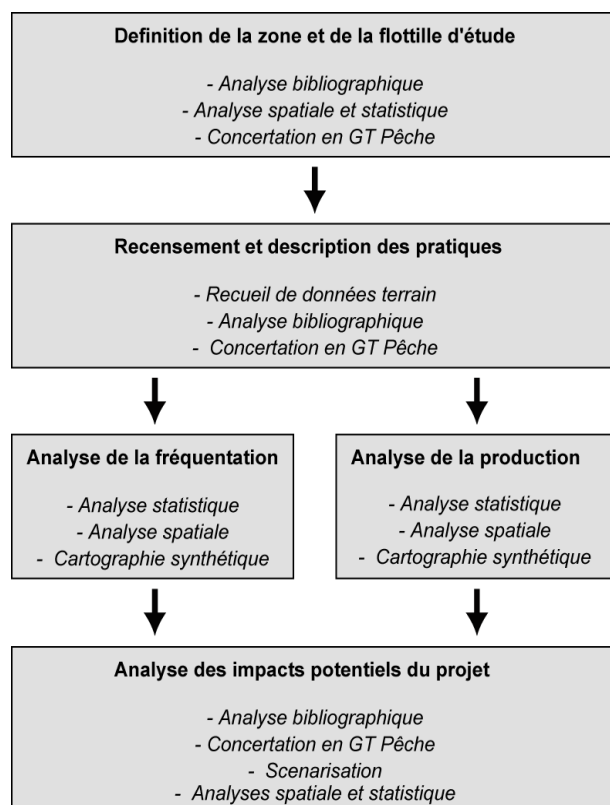 Definition de la zone et de la flottille d'étude
- Analyse bibliographique
- Analyse spatiale et statistique
- Concertation en GT Pêche
Recensement et description des pratiques
- Recueil de données terrain
- Analyse bibliographique
- Concertation en GT Pêche
Analyse de la fréquentation
- Analyse statistique
- Analyse spatiale
- Cartographie synthétique
Analyse de la production
- Analyse statistique
- Analyse spatiale
- Cartographie synthétique
Analyse des impacts potentiels du projet
- Analyse bibliographique
- Concertation en GT Pêche
- Scenarisation
- Analyses spatiale et statistique